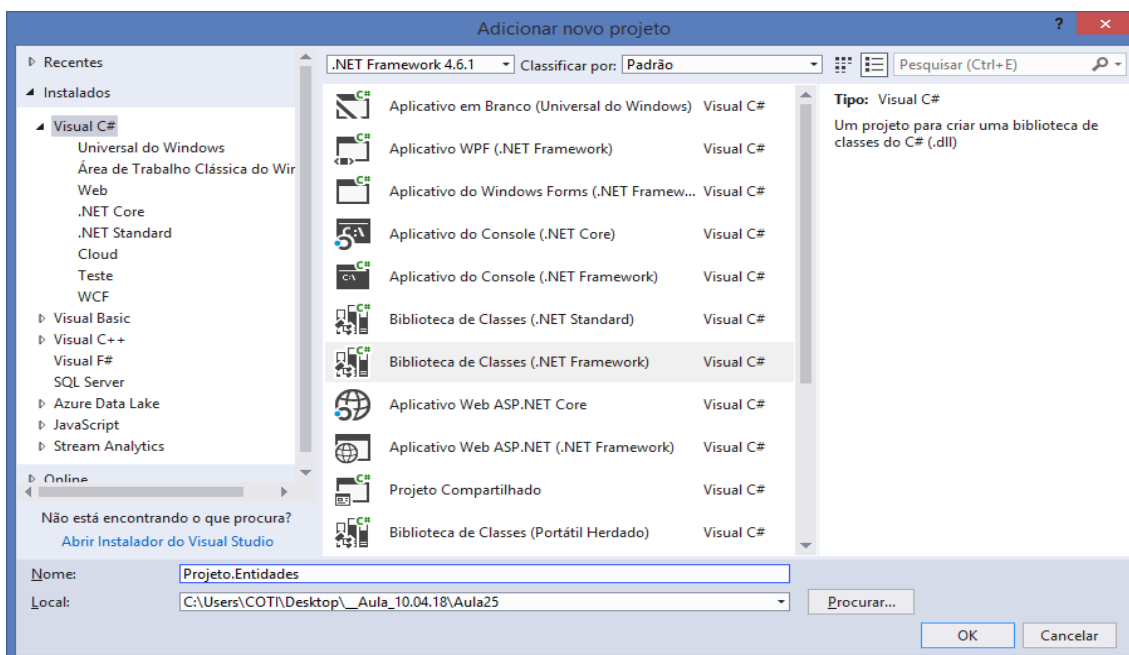 Adicionar novo projeto
?
×
Recentes
Instalados
Visual C#
Universal do Windows
Área de Trabalho Clássica do Wir
Web
.NET Core
.NET Standard
Cloud
Teste
WCF
Visual Basic
Visual C++
Visual F#
SQL Server
Azure Data Lake
JavaScript
Stream Analytics
Online
Não está encontrando o que procura?
Abrir Instalador do Visual Studio
.NET Framework 4.6.1 Classificar por: Padrão
Aplicativo em Branco (Universal do Windows) Visual C#
Aplicativo WPF (.NET Framework) Visual C#
Aplicativo do Windows Forms (.NET Framew... Visual C#
Aplicativo do Console (.NET Core) Visual C#
Aplicativo do Console (.NET Framework) Visual C#
Biblioteca de Classes (.NET Standard) Visual C#
Biblioteca de Classes (.NET Framework) Visual C#
Aplicativo Web ASP.NET Core Visual C#
Aplicativo Web ASP.NET (.NET Framework) Visual C#
Projeto Compartilhado Visual C#
Biblioteca de Classes (Portátil Herdado) Visual C#
Pesquisar (Ctrl+E)
Tipo: Visual C#
Um projeto para criar uma biblioteca de
classes do C# (.dll)
Nome: Projeto.Entidades
Local: C:\Users\COTI\Desktop\__Aula_10.04.18\Aula25
Procurar...
OK Cancelar